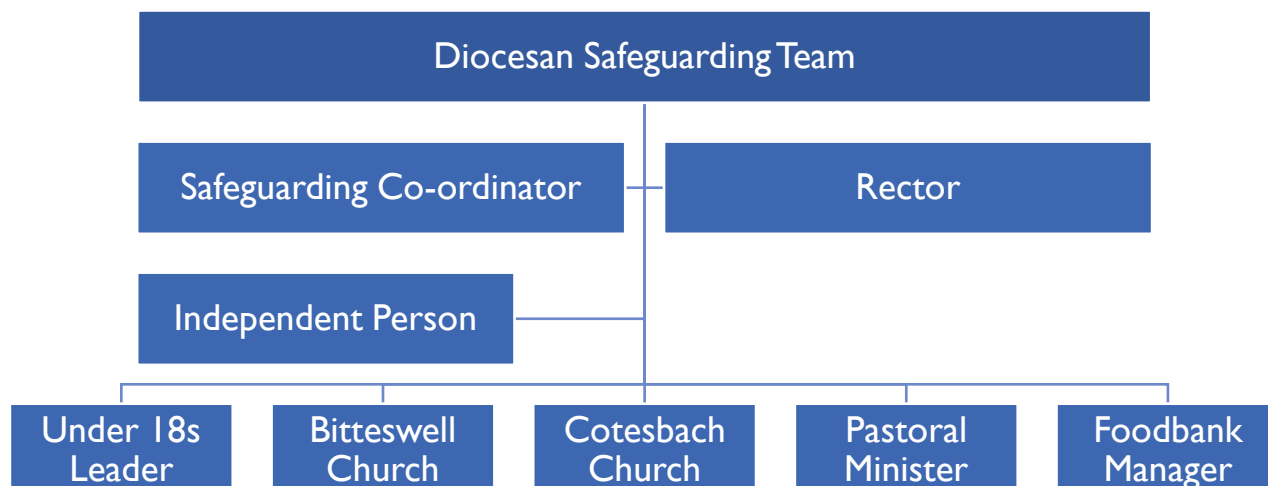 Diocesan Safeguarding Team
Safeguarding Co-ordinator
Rector
Independent Person
Under 18s
Leader
Bitteswell
Church
Cotesbach
Church
Pastoral
Minister
Foodbank
Manager